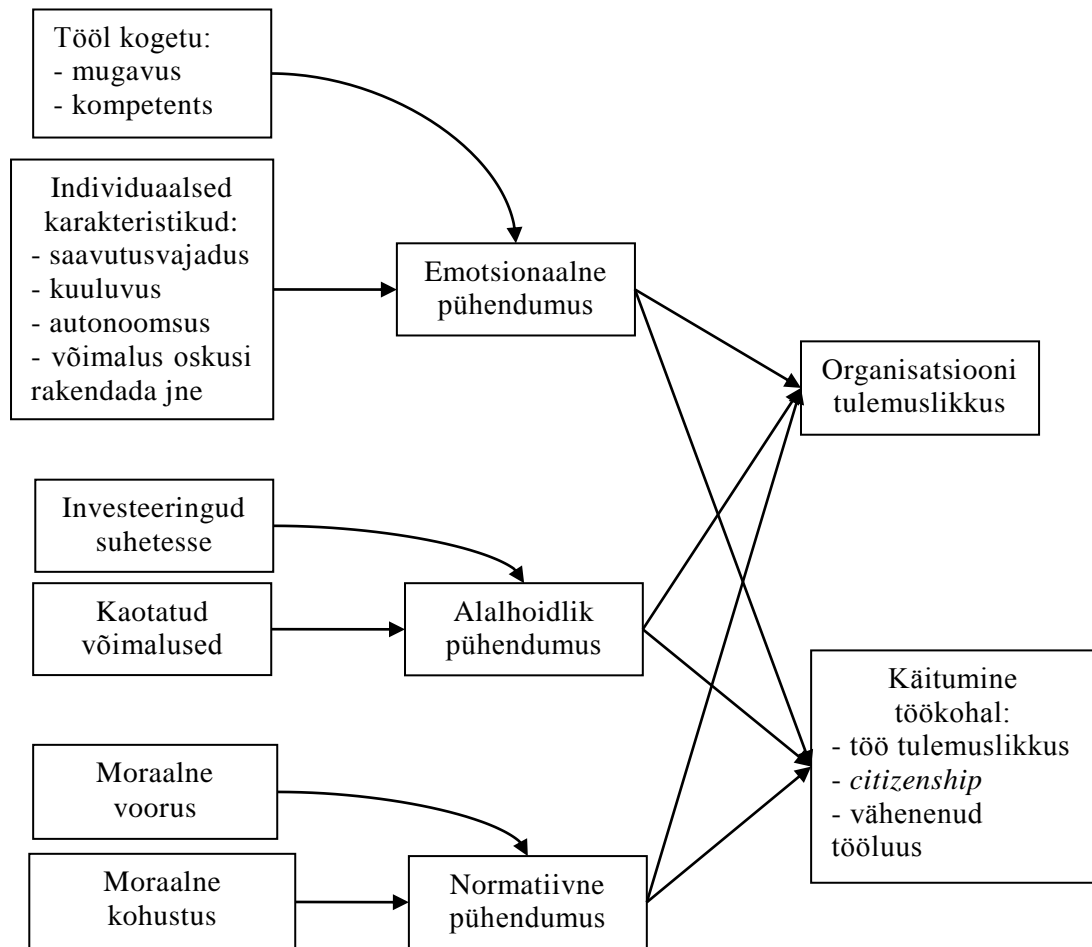 Töö​l kogetu:
- mugavus
- kompetents
Individuaalsed
karakteristikud:
- saavutusvajadus
- kuuluvus
- autonoomsus
- võimalus oskusi
rakendada jne
Emotsionaalne
pühendumus
Organisatsiooni
tulemuslikkus
Investeeringud
suhetesse
Kaotatud
võimalused
Alalhoidlik
pühendumus
Käitumine
töökohal:
- töö tulemuslikkus
- citizenship
- vähenenud
tööluus
Moraalne
voorus
Moraalne
kohustus
Normatiivne
pühendumus